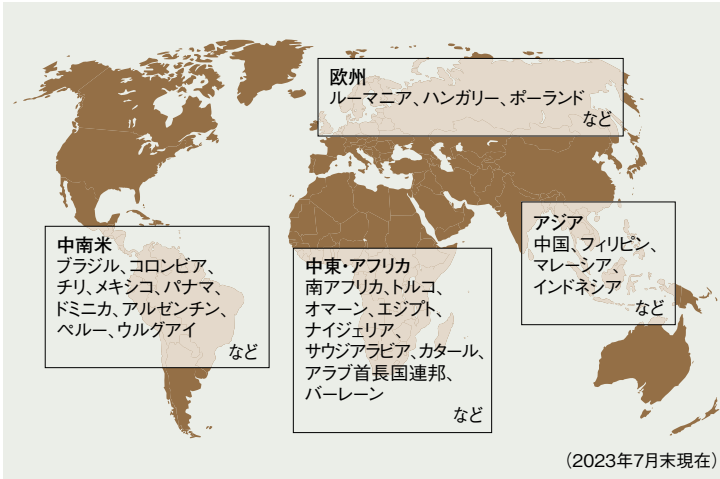 欧州
ルーマニア、ハンガリー、ポーランド
など
中南米
ブラジル、コロンビア、
チリ、メキシコ、パナマ、
ドミニカ、アルゼンチン、
ペルー、ウルグアイ
など
中東・アフリカ
南アフリカ、トルコ、
オマーン、エジプト、
ナイジェリア、
サウジアラビア、カタール、
アラブ首長国連邦、
バーレーン
など
アジア
中国、フィリピン、
マレーシア、
インドネシア
など
（2023年7月末現在）